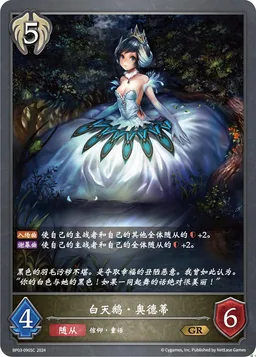 5
入场曲 使自己的主战者和自己的其他全体随从的+2。
谢幕曲 使自己的主战者和自己的全体随从的+2。
黑色的羽毛污秽不堪。是夺取幸福的丑陋恶意。我曾如此认为。
“你的白色与她的黑色！如果一同起舞的话绝对很美丽！”
白天鹅·奥德蒂
4
随从 信仰·童话
GR
6
BP03-095SC 2024
© Cygames, Inc. Published by NetEase Games